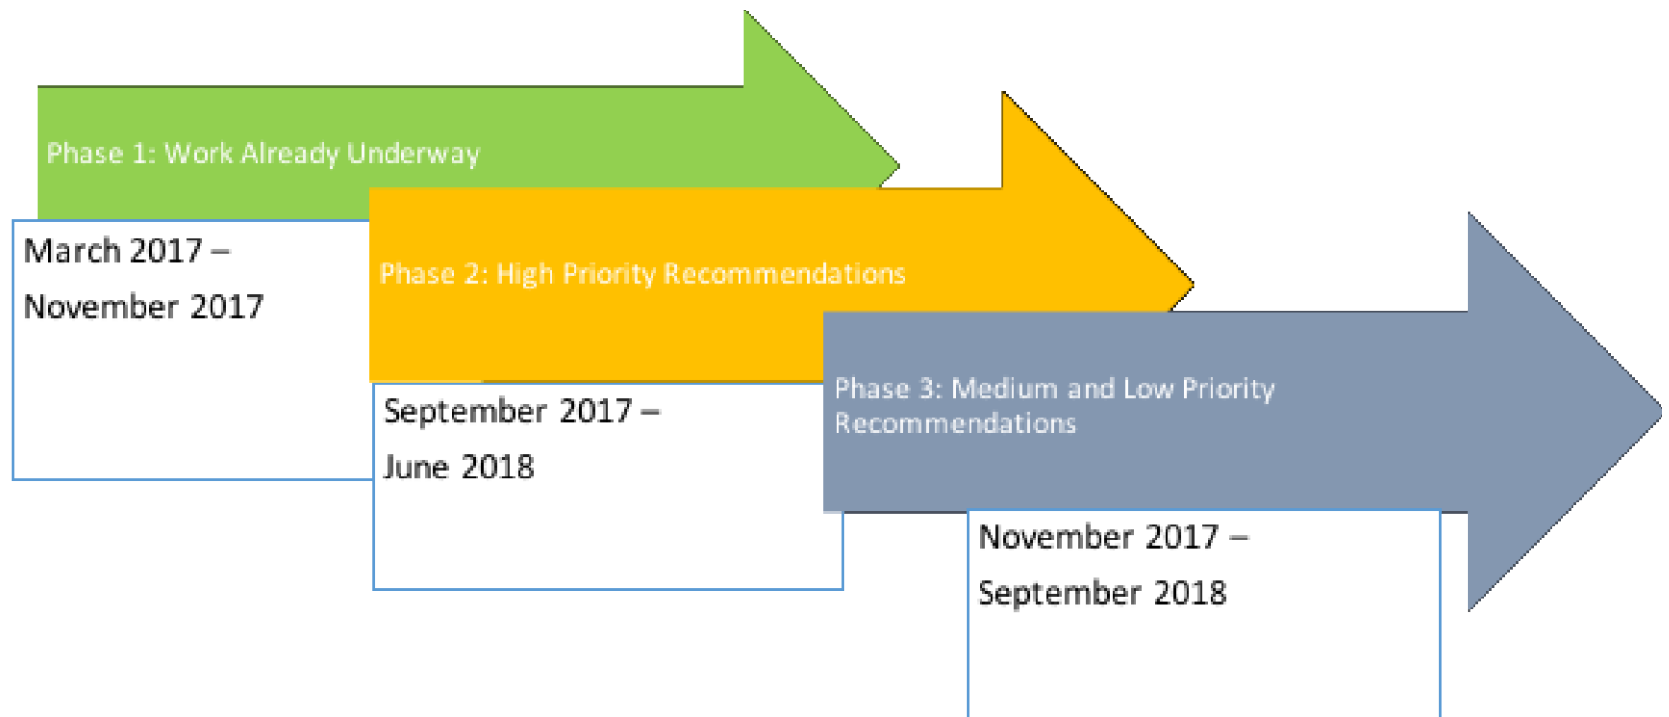 Phase 1: Work Already Underway
March 2017 –
November 2017
Phase 2: High Priority Recommendations
September 2017 –
June 2018
Phase 3: Medium and Low Priority
Recommendations
November 2017 –
September 2018